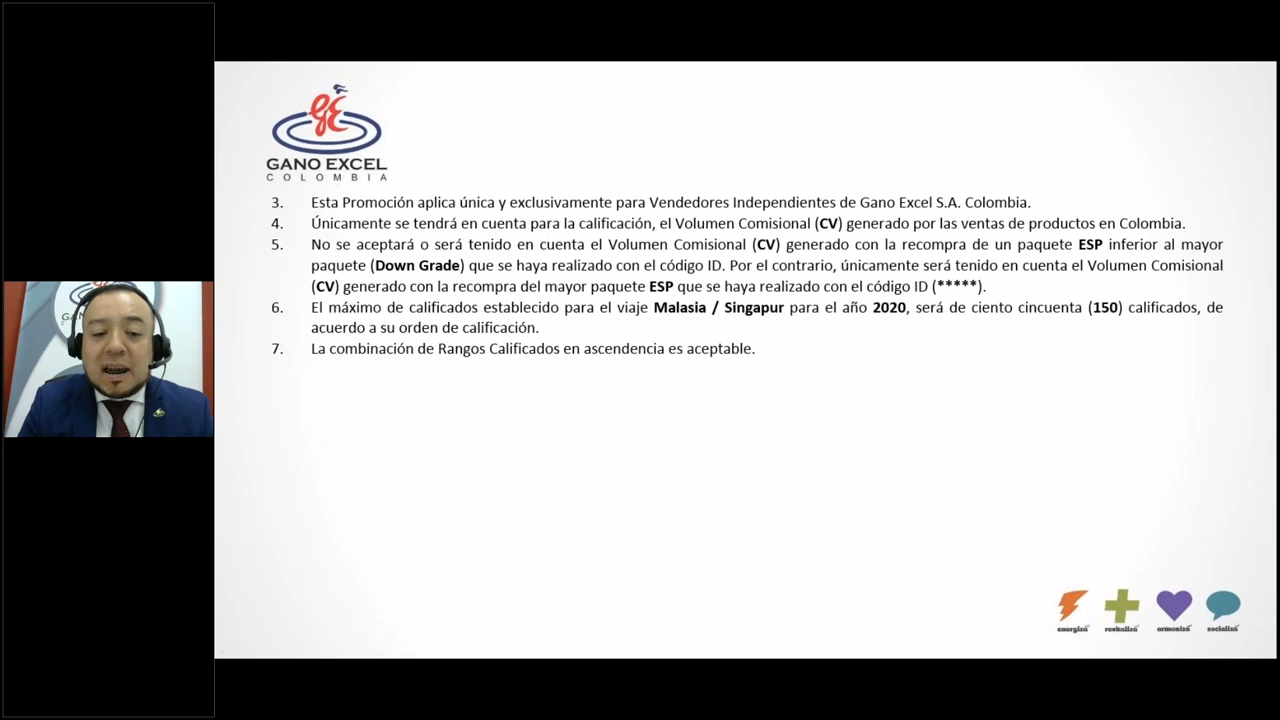 GE
GANO EXCEL
COLOMBIA
3. Esta Promoción aplica única y exclusivamente para Vendedores Independientes de Gano Excel S.A. Colombia.
4. Únicamente se tendrá en cuenta para la calificación, el Volumen Comisional (CV) generado por las ventas de productos en Colombia.
5. No se aceptará o será tenido en cuenta el Volumen Comisional (CV) generado con la recompra de un paquete ESP inferior al mayor
paquete (Down Grade) que se haya realizado con el código ID. Por el contrario, únicamente será tenido en cuenta el Volumen Comisional
(CV) generado con la recompra del mayor paquete ESP que se haya realizado con el código ID (*****).
6. El máximo de calificados establecido para el viaje Malasia / Singapur para el año 2020, será de ciento cincuenta (150) calificados, de
acuerdo a su orden de calificación.
7. La combinación de Rangos Calificados en ascendencia es aceptable.
energizá revitalizá armonizá socializá